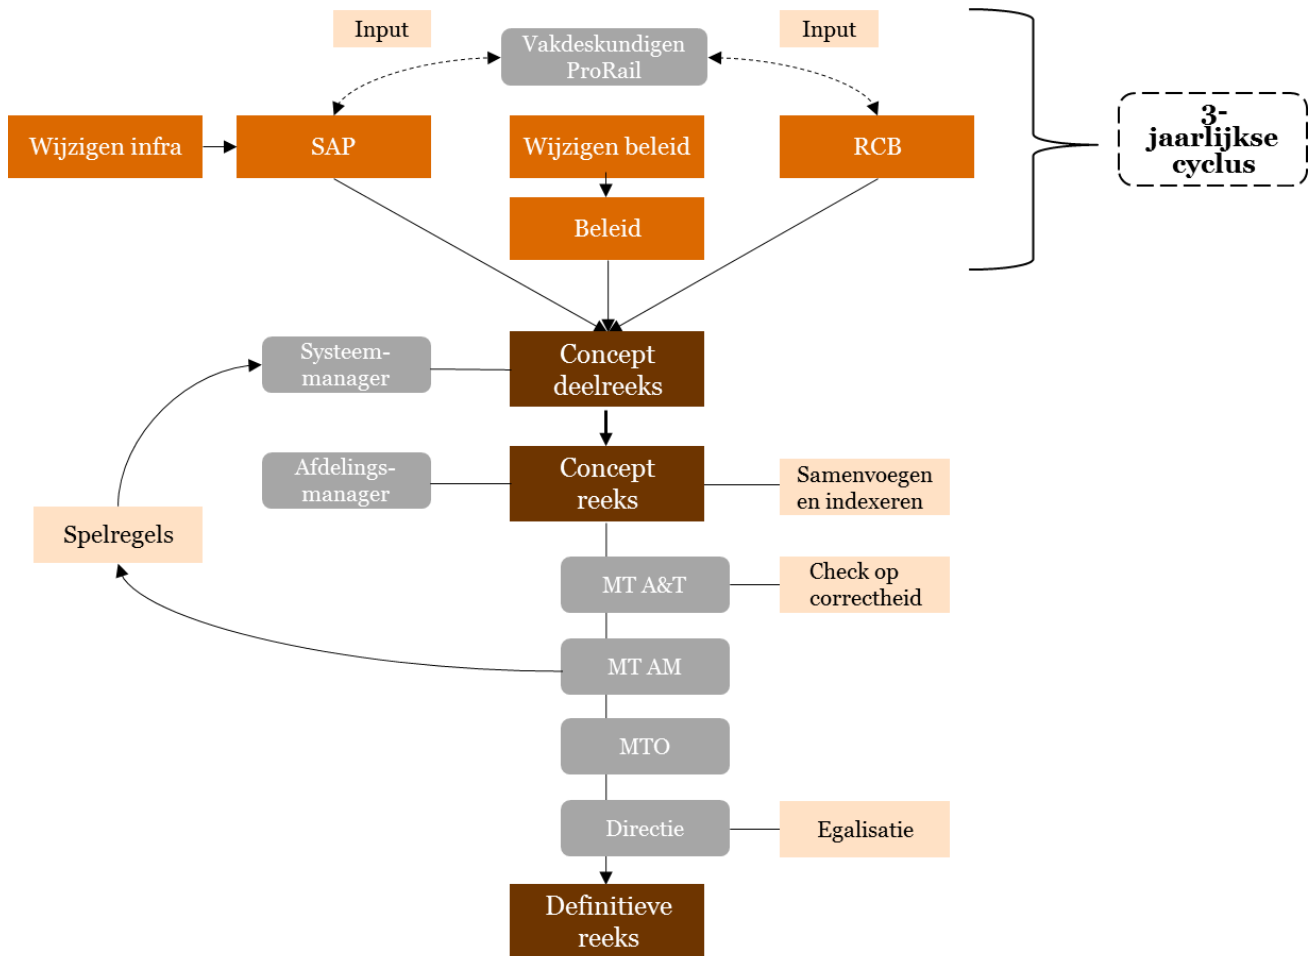 Input
Vakdeskundigen
ProRail
Input
Wijzigen infra
SAP
Wijzigen beleid
RCB
3-
jaarlijkse
cyclus
Beleid
Systeem-
manager
Concept
deelreeks
Afdelings-
manager
Concept
reeks
Samenvoegen
en indexeren
Spelregels
MT A&T
Check op
correctheid
MT AM
MTO
Directie
Egalisatie
Definitieve
reeks